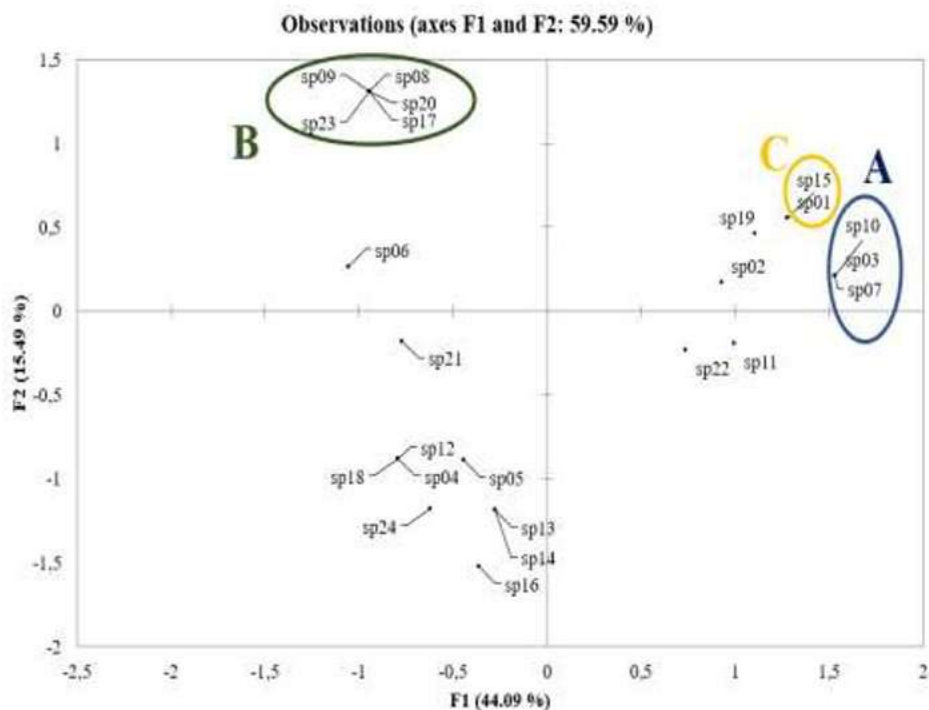 Observations (axes F1 and F2: 59.59 %)
1,5
sp09
sp08
sp20
sp23
sp17
B
1
C
A
sp15
sp01
0,5
sp19
sp10
sp06
sp02
sp03
sp07
0
sp22
sp11
sp21
-0,5
sp12
sp18
sp04
sp05
-1
sp24
sp13
sp14
-1,5
sp16
-2
-2,5
-2
-1,5
-1
-0,5
0
0,5
1
1,5
2
F2 (15.49 %)
F1 (44.09 %)